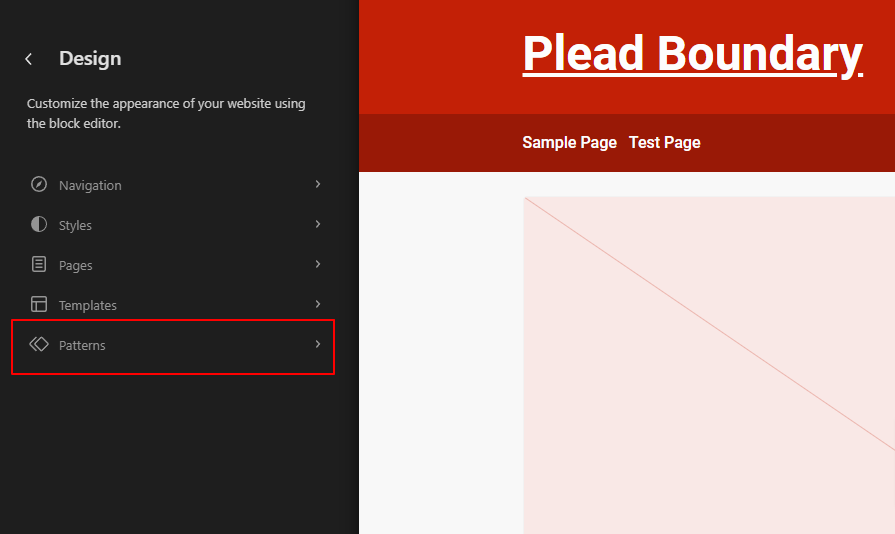 Design
Customize the appearance of your website using
the block editor.
Navigation
Styles
Pages
Templates
Patterns
Plead Boundary
Sample Page Test Page